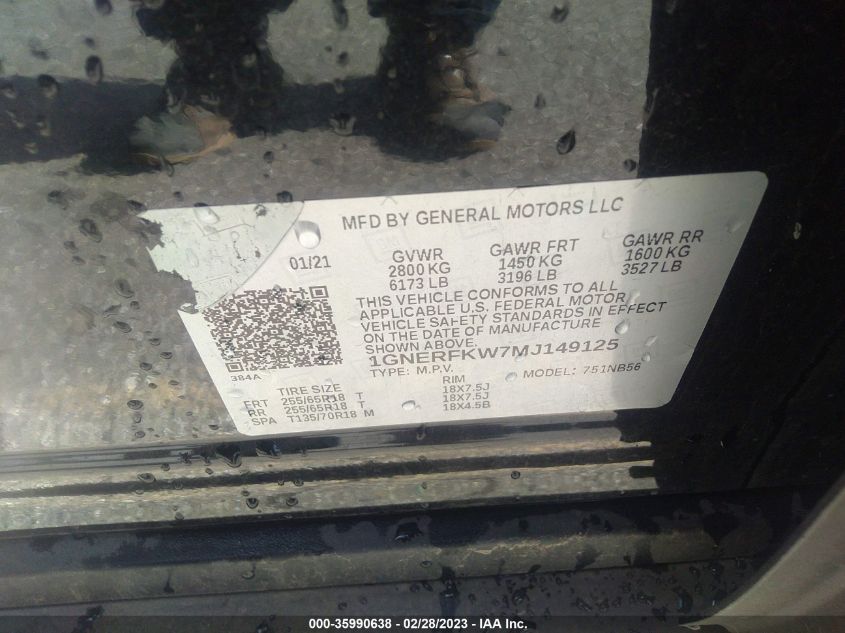 MFD BY GENERAL MOTORS LLC
01/21
GVWR GAWR FRT GAWR RR
2800 KG 1450 KG 1600 KG
6173 LB 3196 LB 3527 LB
THIS VEHICLE CONFORMS TO ALL
APPLICABLE U.S. FEDERAL MOTOR
VEHICLE SAFETY STANDARDS IN EFFECT
ON THE DATE OF MANUFACTURE
SHOWN ABOVE.
1GNERFKW7MJ149125
384A
TYPE: M.P.V. MODEL: 751NB56
TIRE SIZE RIM
FRT 255/65R18 T 18X7.5J
RR 255/65R18 T 18X7.5J
SPA T135/70R18 M 18X4.5B
000-35990638 - 02/28/2023 - IAA Inc.